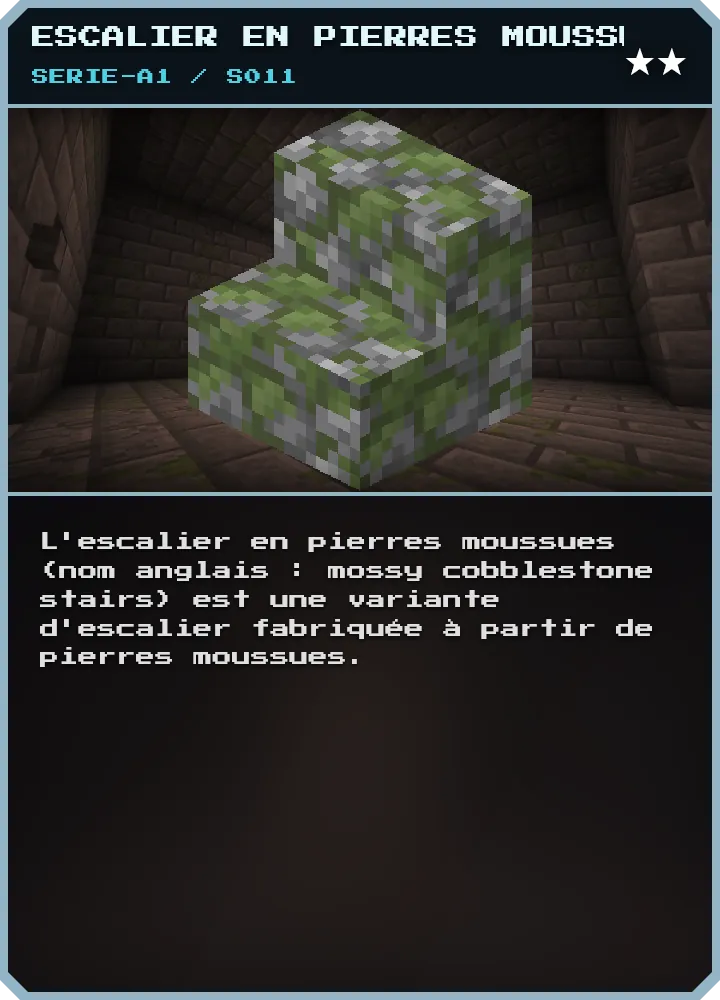 ESCALIER EN PIERRES MOUSSU
SERIE-A1 / S011
★★
L'escalier en pierres moussues
(nom anglais : mossy cobblestone
stairs) est une variante
d'escalier fabriquée à partir de
pierres moussues.